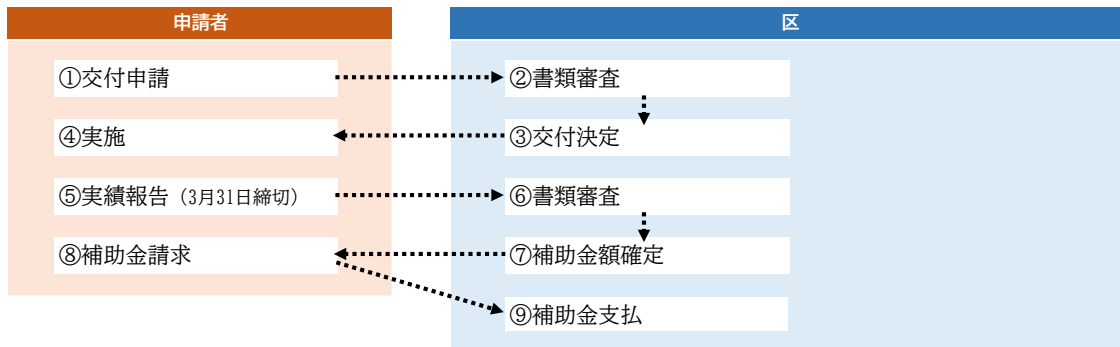 申請者
区
①交付申請
②書類審査
④実施
③交付決定
⑤実績報告（3月31日締切）
⑥書類審査
⑧補助金請求
⑦補助金額確定
⑨補助金支払